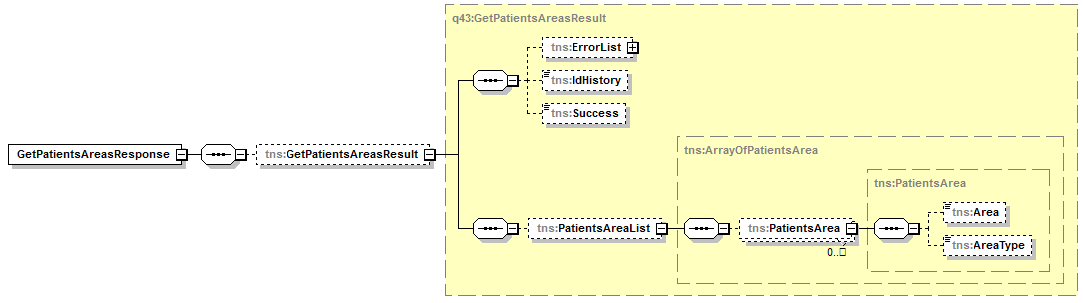 q43:GetPatientsAreasResult
tns:ErrorList
tns:IdHistory
tns:Success
GetPatientsAreasResponse
tns:GetPatientsAreasResult
tns:ArrayOfPatientsArea
tns:PatientsArea
tns:PatientsAreaList
tns:PatientsArea
0..□
tns:Area
tns:AreaType